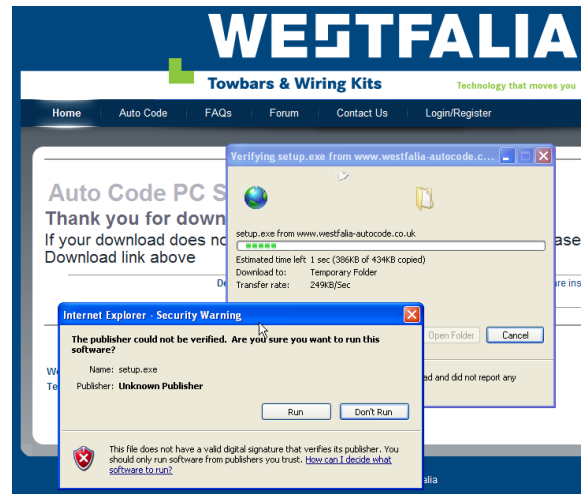 WESTFALIA
Towbars & Wiring Kits
Technology that moves you
Home Auto Code FAQs Forum Contact Us Login/Register
Verifying setup.exe from www.westfalia-autocode.c...
Auto Code PC S
Thank you for down
If your download does no
ase
Download link above
setup.exe from www.westfalia-autocode.co.uk
Estimated time left 1 sec (386KB of 434KB copied)
Download to: Temporary Folder
Transfer rate: 249KB/Sec
De
re ins
Open Folder Cancel
ad and did not report any
Internet Explorer - Security Warning
The publisher could not be verified. Are you sure you want to run this
software?
Name: setup.exe
Publisher: Unknown Publisher
Run Don't Run
This file does not have a valid digital signature that verifies its publisher. You
should only run software from publishers you trust. How can I decide what
software to run?
We
Te
alia